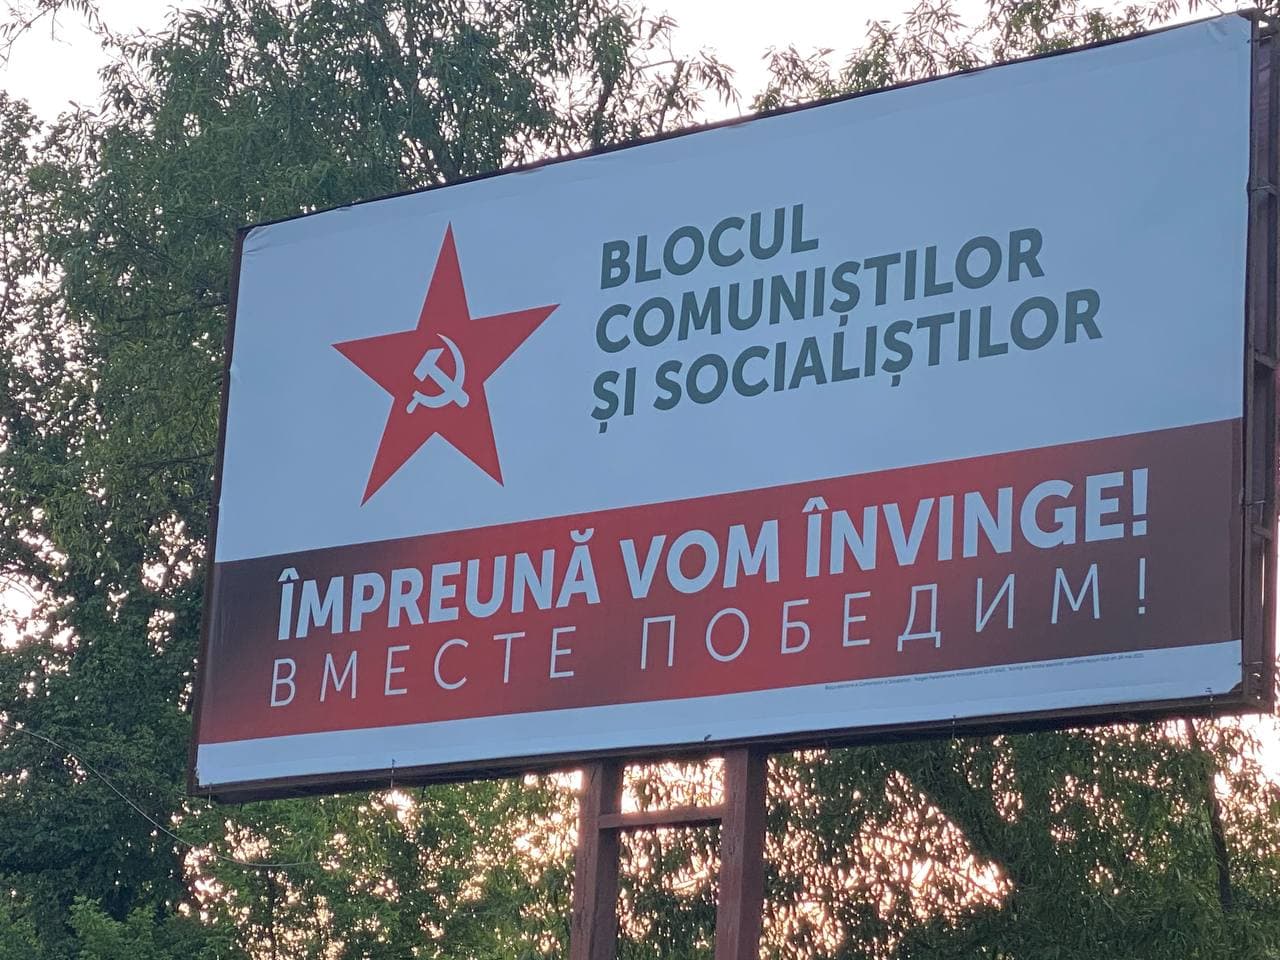 BLOCUL
COMUNIȘTILOR
ȘI SOCIALIȘTILOR
ÎMPREUNĂ VOM ÎNVINGE!
ВМЕСТЕ ПОБЕДИМ!